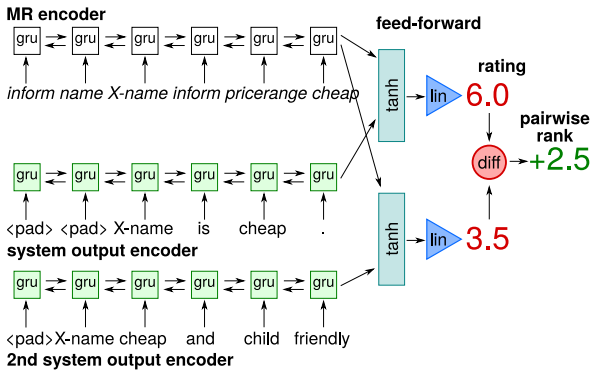 MR encoder
feed-forward
gru gru gru gru gru gru
inform name X-name inform pricerange cheap
tanh
lin
rating
6.0
pairwise
rank
diff
+2.5
gru gru gru gru gru gru
<pad> <pad> X-name is cheap .
system output encoder
tanh
lin
3.5
gru gru gru gru gru gru
<pad> X-name cheap and child friendly
2nd system output encoder